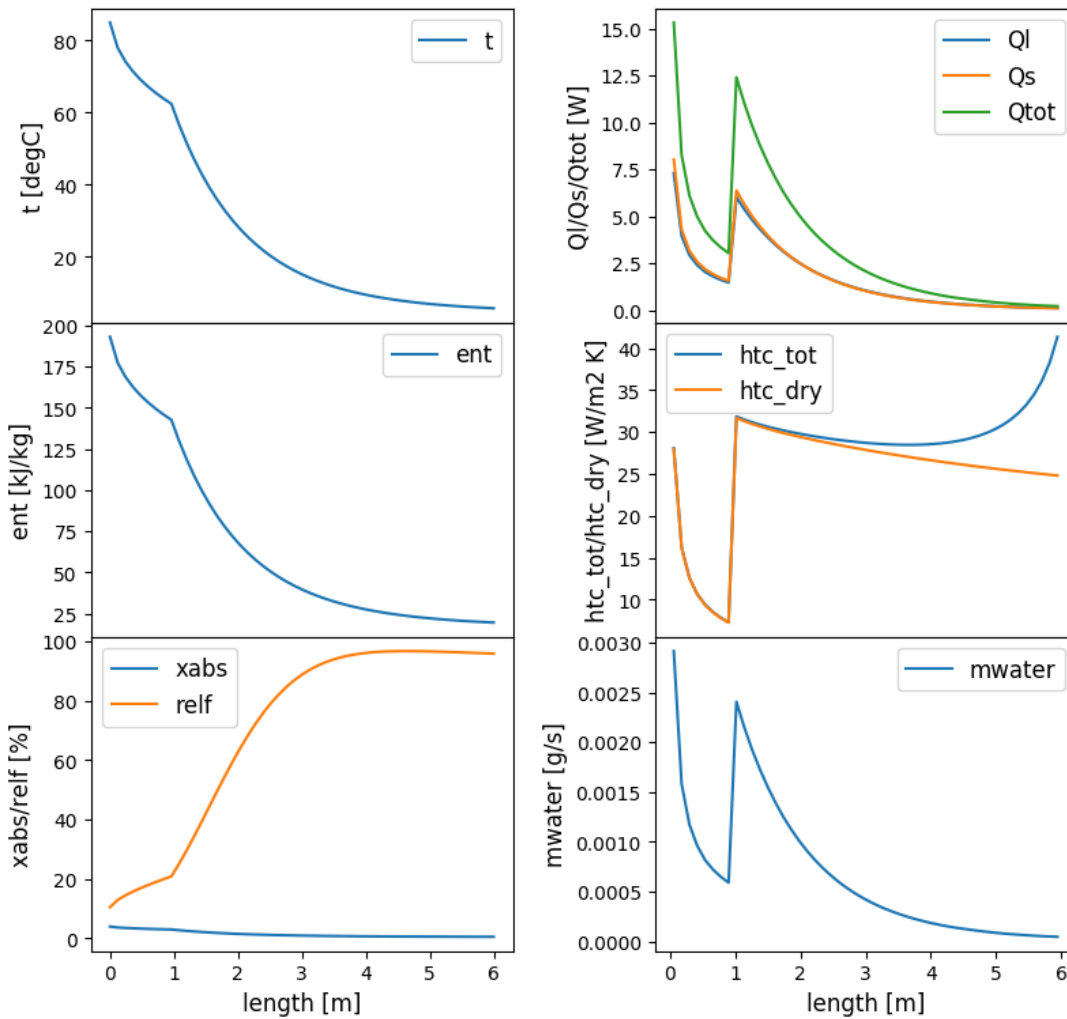 t [degC]
80
60
40
20
t
Ql/Qs/Qtot [W]
15.0
12.5
10.0
7.5
5.0
2.5
0.0
Ql
Qs
Qtot
ent [kJ/kg]
200
175
150
125
100
75
50
25
ent
htc_tot/htc_dry [W/m2 K]
40
35
30
25
20
15
10
htc_tot
htc_dry
xabs/relf [%]
100
80
60
40
20
0
xabs
relf
0 1 2 3 4 5 6
length [m]
mwater [g/s]
0.0030
0.0025
0.0020
0.0015
0.0010
0.0005
0.0000
mwater
0 1 2 3 4 5 6
length [m]